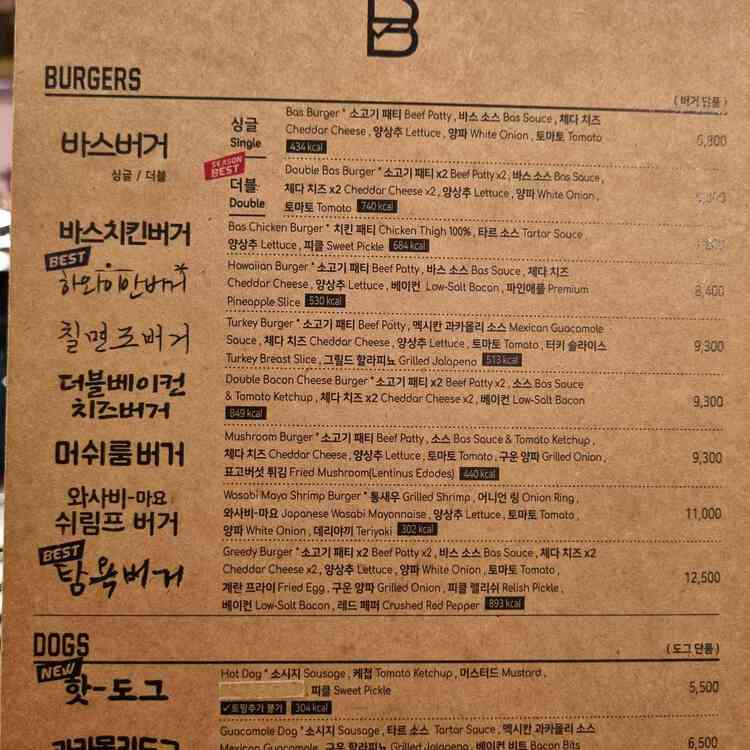 B
BURGERS
( 버거 단품 )
바스버거
싱글 / 더블
싱글
Single
Bas Burger * 소고기 패티 Beef Patty , 바스 소스 Bas Sauce , 체다 치즈
Cheddar Cheese , 양상추 Lettuce , 양파 White Onion , 토마토 Tomato
434 kcal
SEASON
BEST
더블
Double
Double Bas Burger * 소고기 패티 x2 Beef Patty x2 , 바스 소스 Bas Sauce ,
체다 치즈 x2 Cheddar Cheese x2 , 양상추 Lettuce , 양파 White Onion ,
토마토 Tomato 740 kcal
바스치킨버거
Bas Chicken Burger * 치킨 패티 Chicken Thigh 100% , 타르 소스 Tartar Sauce ,
양상추 Lettuce , 피클 Sweet Pickle 684 kcal
BEST
하와이안버거
Hawaiian Burger * 소고기 패티 Beef Patty , 바스 소스 Bas Sauce , 체다 치즈
Cheddar Cheese , 양상추 Lettuce , 베이컨 Low-Salt Bacon , 파인애플 Premium
Pineapple Slice 530 kcal
8,400
칠면조버거
Turkey Burger * 소고기 패티 Beef Patty , 멕시칸 과카몰리 소스 Mexican Guacamole
Sauce , 체다 치즈 Cheddar Cheese , 양상추 Lettuce , 토마토 Tomato , 터키 슬라이스
Turkey Breast Slice , 그릴드 할라피뇨 Grilled Jalapeno 513 kcal
9,300
더블베이컨
치즈버거
Double Bacon Cheese Burger * 소고기 패티 x2 Beef Patty x2 , 소스 Bas Sauce
& Tomato Ketchup , 체다 치즈 x2 Cheddar Cheese x2 , 베이컨 Low-Salt Bacon
849 kcal
9,300
머쉬룸버거
Mushroom Burger * 소고기 패티 Beef Patty , 소스 Bas Sauce & Tomato Ketchup ,
체다 치즈 Cheddar Cheese , 양상추 Lettuce , 토마토 Tomato , 구운 양파 Grilled Onion ,
표고버섯 튀김 Fried Mushroom(Lentinus Edodes) 440 kcal
9,300
와사비-마요
쉬림프 버거
Wasabi Mayo Shrimp Burger * 통새우 Grilled Shrimp , 어니언 링 Onion Ring ,
와사비-마요 Japanese Wasabi Mayonnaise , 양상추 Lettuce , 토마토 Tomato ,
양파 White Onion , 데리야끼 Teriyaki 302 kcal
11,000
BEST
탐욕버거
Greedy Burger * 소고기 패티 x2 Beef Patty x2 , 바스 소스 Bas Sauce , 체다 치즈 x2
Cheddar Cheese x2 , 양상추 Lettuce , 양파 White Onion , 토마토 Tomato ,
계란 프라이 Fried Egg , 구운 양파 Grilled Onion , 피클 렐리쉬 Relish Pickle ,
베이컨 Low-Salt Bacon , 레드 페퍼 Crushed Red Pepper 893 kcal
12,500
DOGS
( 도그 단품 )
NEW
핫-도그
Hot Dog * 소시지 Sausage , 케첩 Tomato Ketchup , 머스터드 Mustard ,
, 피클 Sweet Pickle
✓토핑추가 불가 304 kcal
5,500
과카몰리도그
Guacamole Dog * 소시지 Sausage , 타르 소스 Tartar Sauce , 멕시칸 과카몰리 소스
Mexican Guacamole , 구운 할라피뇨 Grilled Jalapeno , 베이컨 비트 Bacon Bits
6,500